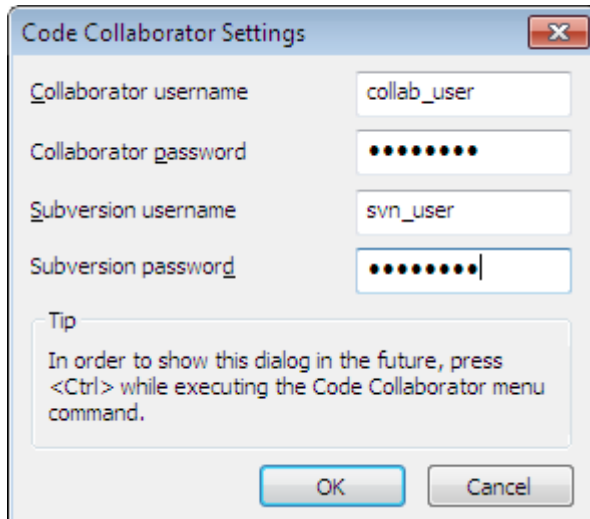 Code Collaborator Settings
Collaborator username
collab_user
Collaborator password
●●●●●●●●
Subversion username
svn_user
Subversion password
●●●●●●●●
Tip
In order to show this dialog in the future, press
<Ctrl> while executing the Code Collaborator menu
command.
OK
Cancel